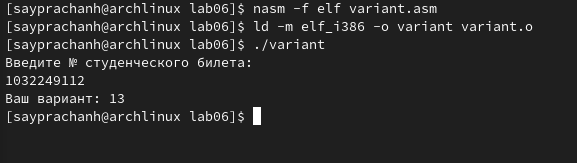 [sayprachanh@archlinux lab06]$ nasm -f elf variant.asm
[sayprachanh@archlinux lab06]$ ld -m elf_i386 -o variant variant.o
[sayprachanh@archlinux lab06]$ ./variant
Введите № студенческого билета:
1032249112
Ваш вариант: 13
[sayprachanh@archlinux lab06]$